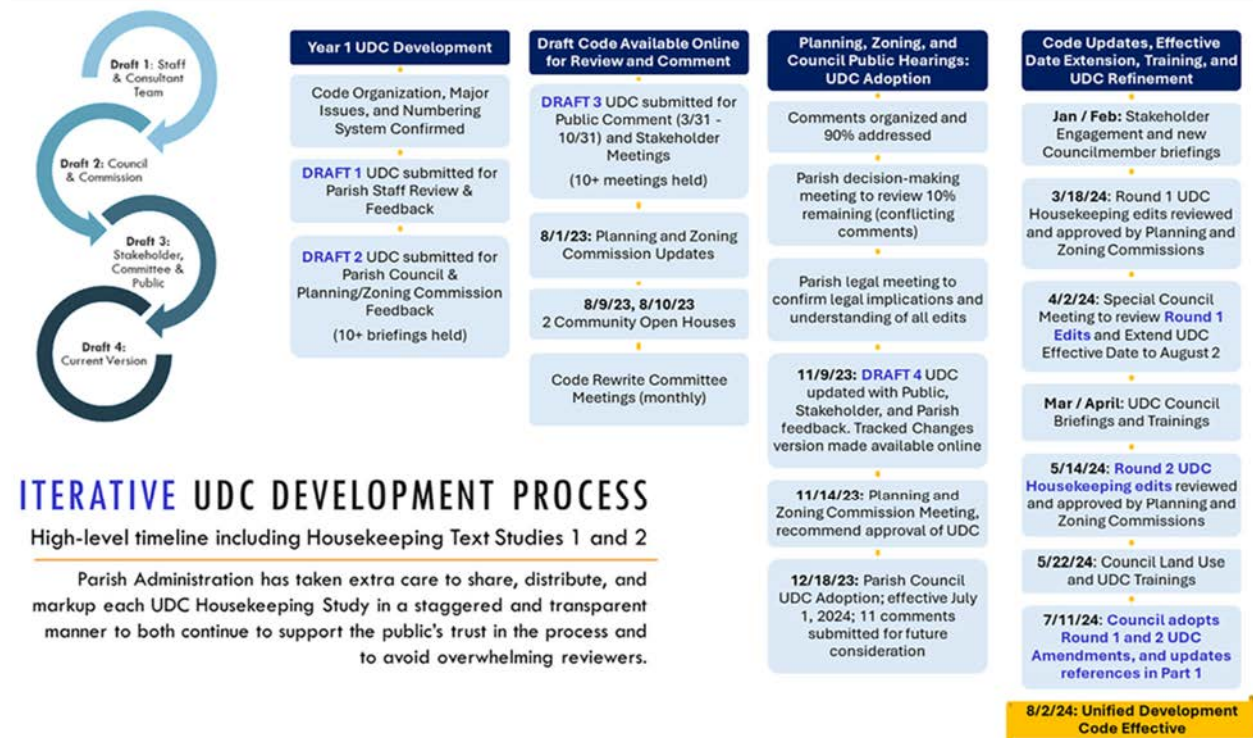 Draft 1: Staff
& Consultant
Team
Draft 2: Council
& Commission
Draft 3:
Stakeholder,
Committee &
Public
Draft 4:
Current Version
ITERATIVE UDC DEVELOPMENT PROCESS
High-level timeline including Housekeeping Text Studies 1 and 2
Parish Administration has taken extra care to share, distribute, and
markup each UDC Housekeeping Study in a staggered and transparent
manner to both continue to support the public's trust in the process and
to avoid overwhelming reviewers.
Year 1 UDC Development
Code Organization, Major
Issues, and Numbering
System Confirmed
DRAFT 1 UDC submitted for
Parish Staff Review &
Feedback
DRAFT 2 UDC submitted for
Parish Council &
Planning/Zoning Commission
Feedback
(10+ briefings held)
Draft Code Available Online
for Review and Comment
DRAFT 3 UDC submitted for
Public Comment (3/31 -
10/31) and Stakeholder
Meetings
(10+ meetings held)
8/1/23: Planning and Zoning
Commission Updates
8/9/23, 8/10/23
2 Community Open Houses
Code Rewrite Committee
Meetings (monthly)
Planning, Zoning, and
Council Public Hearings:
UDC Adoption
Comments organized and
90% addressed
Parish decision-making
meeting to review 10%
remaining (conflicting
comments)
Parish legal meeting to
confirm legal implications and
understanding of all edits
11/9/23: DRAFT 4 UDC
updated with Public,
Stakeholder, and Parish
feedback. Tracked Changes
version made available online
11/14/23: Planning and
Zoning Commission Meeting,
recommend approval of UDC
12/18/23: Parish Council
UDC Adoption; effective July
1, 2024; 11 comments
submitted for future
consideration
Code Updates, Effective
Date Extension, Training, and
UDC Refinement
Jan / Feb: Stakeholder
Engagement and new
Councilmember briefings
3/18/24: Round 1 UDC
Housekeeping edits reviewed
and approved by Planning and
Zoning Commissions
4/2/24: Special Council
Meeting to review Round 1
Edits and Extend UDC
Effective Date to August 2
Mar / April: UDC Council
Briefings and Trainings
5/14/24: Round 2 UDC
Housekeeping edits reviewed
and approved by Planning and
Zoning Commissions
5/22/24: Council Land Use
and UDC Trainings
7/11/24: Council adopts
Round 1 and 2 UDC
Amendments, and updates
references in Part 1
8/2/24: Unified Development
Code Effective